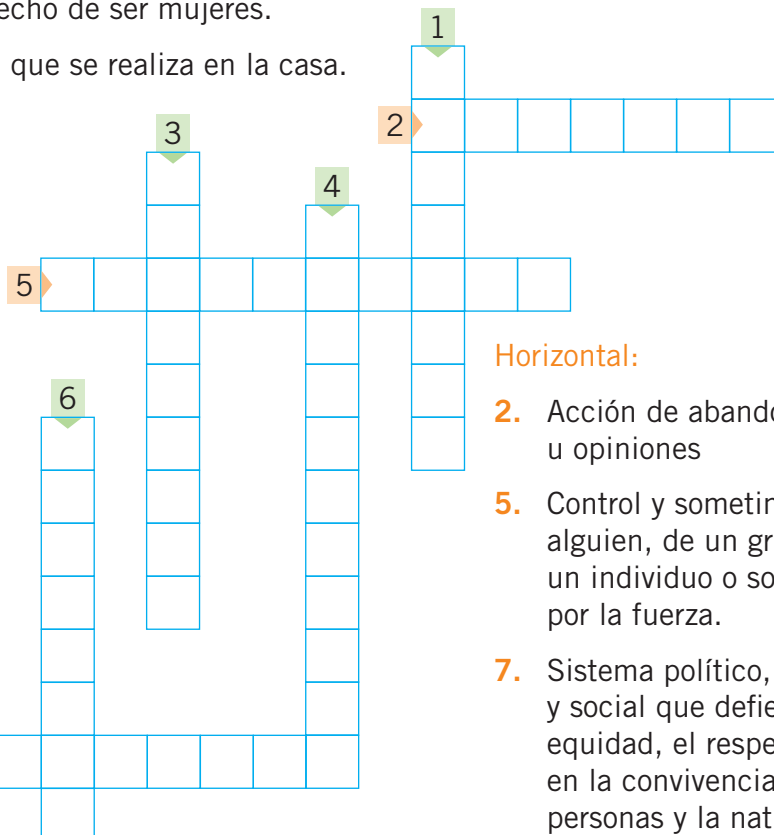 echo de ser mujeres.
que se realiza en la casa.
1
2
3
4
5
6
Horizontal:
2. Acción de abando
u opiniones
5. Control y sometin
alguien, de un gr
un individuo o so
por la fuerza.
7. Sistema político,
y social que defie
equidad, el respe
en la convivencia
personas y la nat